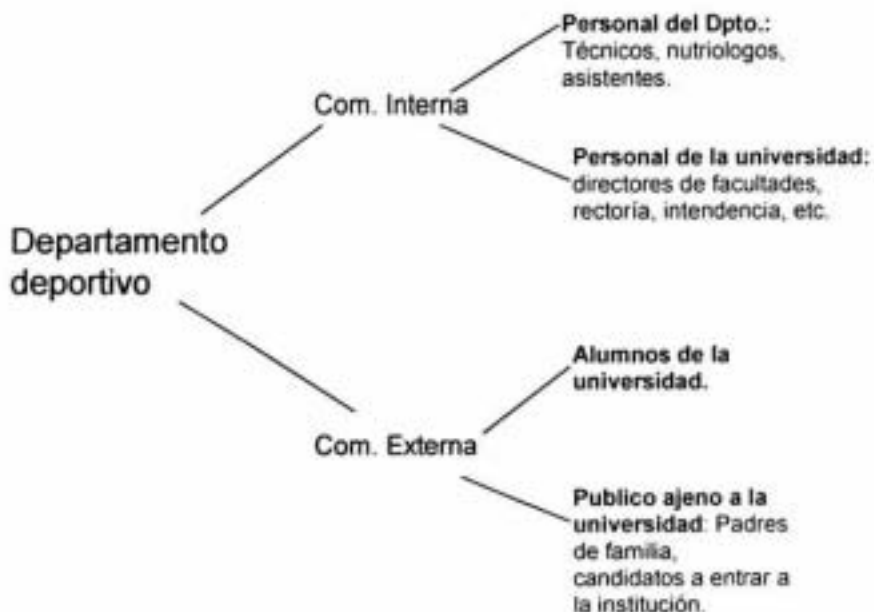 Personal del Dpto.:
Técnicos, nutriologos,
asistentes.
Com. Interna
Personal de la universidad:
directores de facultades,
rectoría, intendencia, etc.
Departamento
deportivo
Alumnos de la
universidad.
Com. Externa
Publico ajeno a la
universidad: Padres
de familia,
candidatos a entrar a
la institución.